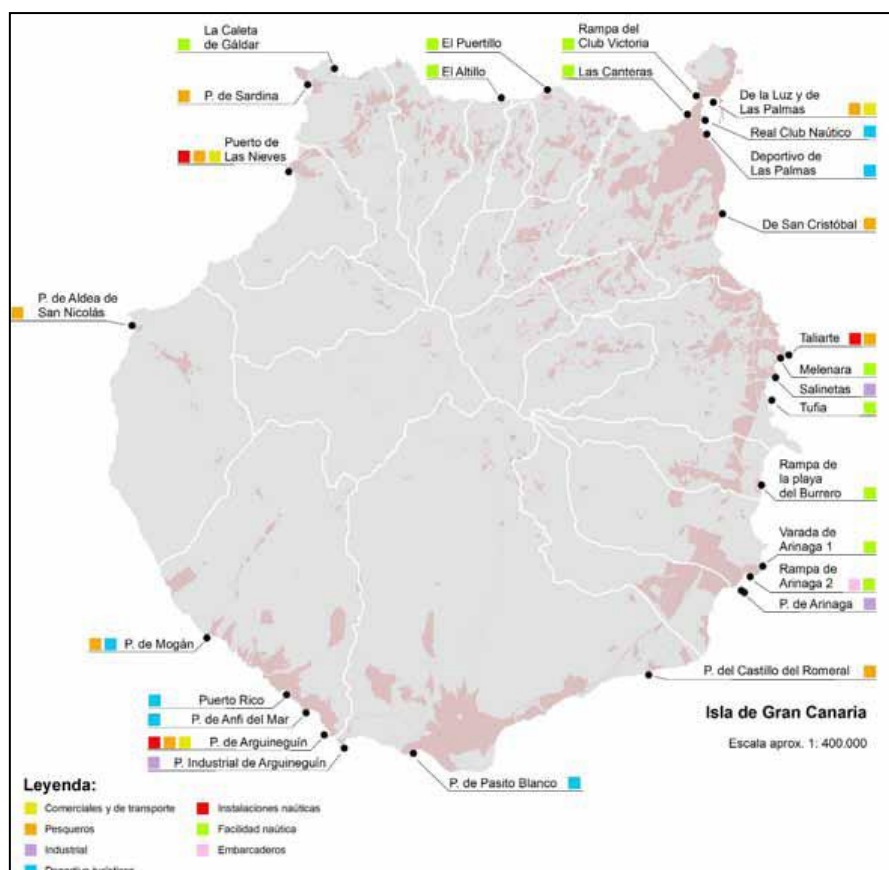 La Caleta
de Gáldar
P. de Sardina
Puerto de
Las Nieves
P. de Aldea de
San Nicolás
El Puertillo
El Altillo
Rampa del
Club Victoria
Las Canteras
De la Luz y de
Las Palmas
Real Club Naútico
Deportivo de
Las Palmas
De San Cristóbal
Taliarte
Melenara
Salinetas
Tufia
Rampa de
la playa
del Burrero
Varada de
Arinaga 1
Rampa de
Arinaga 2
P. de Arinaga
P. del Castillo del Romeral
P. de Mogán
Puerto Rico
P. de Anfi del Mar
P. de Arguineguín
P. Industrial de Arguineguín
P. de Pasito Blanco
Isla de Gran Canaria
Escala aprox. 1: 400.000
Leyenda:
Comerciales y de transporte
Pesqueros
Industrial
Instalaciones naúticas
Facilidad naútica
Embarcaderos